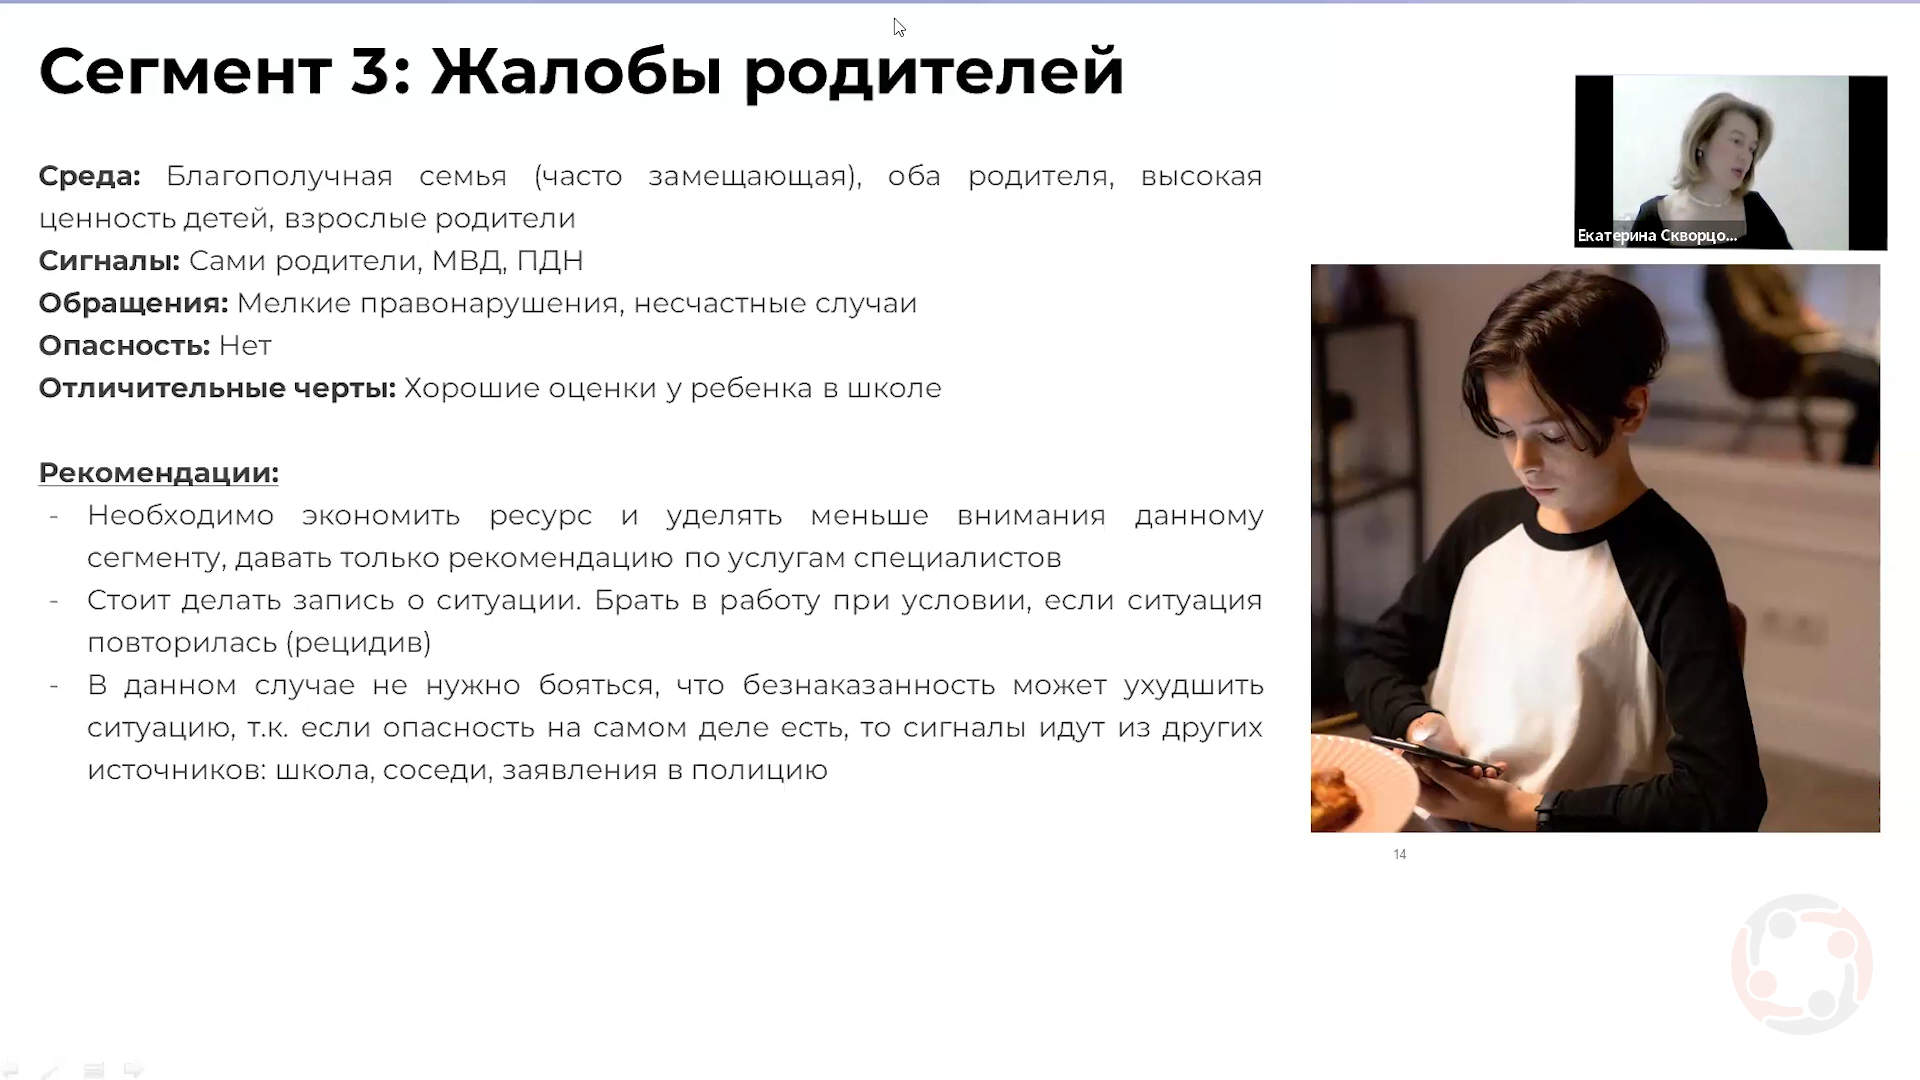 Сегмент 3: Жалобы родителей
Екатерина Скворцо...
Среда: Благополучная семья (часто замещающая), оба родителя, высокая
ценность детей, взрослые родители
Сигналы: Сами родители, МВД, ПДН
Обращения: Мелкие правонарушения, несчастные случаи
Опасность: Нет
Отличительные черты: Хорошие оценки у ребенка в школе
Рекомендации:
- Необходимо экономить ресурс и уделять меньше внимания данному
сегменту, давать только рекомендацию по услугам специалистов
- Стоит делать запись о ситуации. Брать в работу при условии, если ситуация
повторилась (рецидив)
- В данном случае не нужно бояться, что безнаказанность может ухудшить
ситуацию, т.к. если опасность на самом деле есть, то сигналы идут из других
источников: школа, соседи, заявления в полицию
14